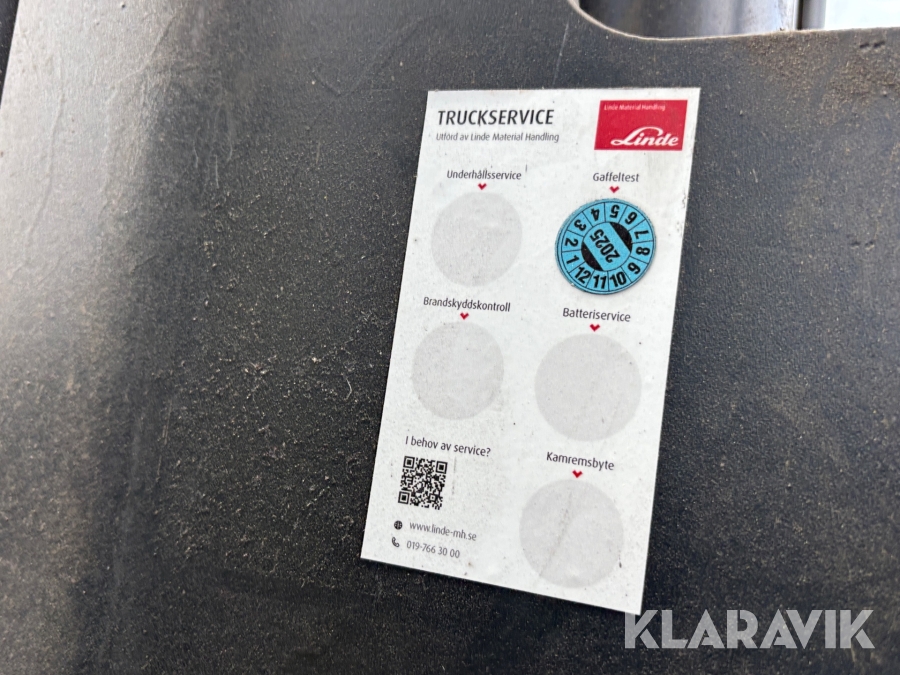 TRUCKSERVICE
Utförd av Linde Material Handling
Linde Material Handling
Linde
Underhållsservice
Gaffeltest
1 2 3 4 5 6 7 8 9 10 11 12
2025
Brandskyddskontroll
Batteriservice
I behov av service?
Kamremsbyte
www.linde-mh.se
019-766 30 00
KLARAVIK